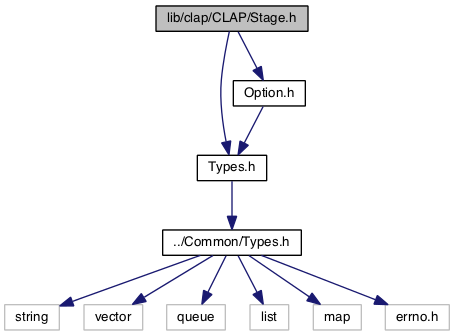 lib/clap/CLAP/Stage.h
Option.h
Types.h
../Common/Types.h
string
vector
queue
list
map
errno.h